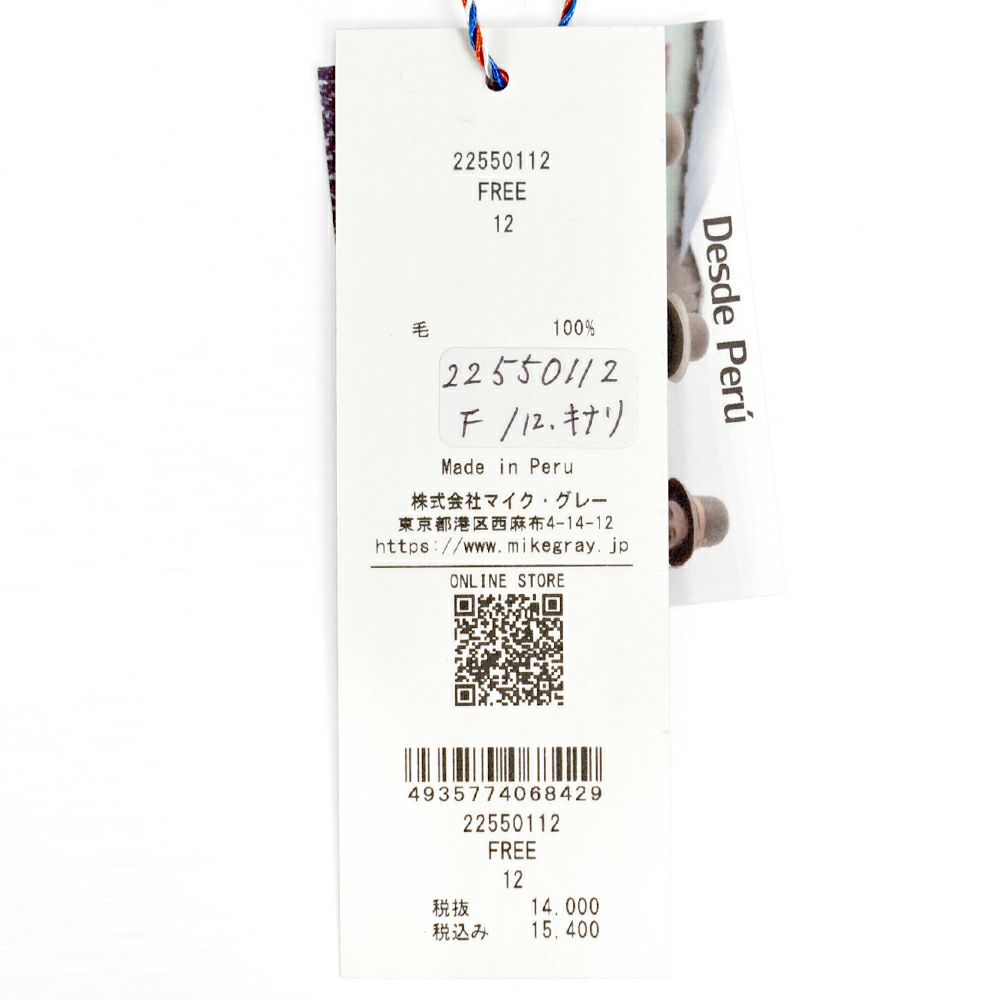 22550112
FREE
12
毛 100%
22550112
F /12.キナリ
Made in Peru
株式会社マイク・グレー
東京都港区西麻布4-14-12
https://www.mikegray.jp
ONLINE STORE
4935774068429
22550112
FREE
12
税抜 14,000
税込み 15,400
Desde Perú